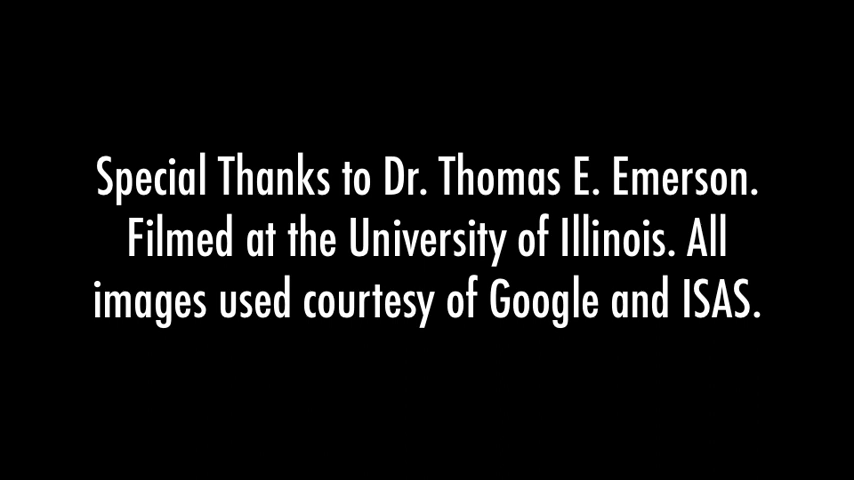 Special Thanks to Dr. Thomas E. Emerson.
Filmed at the University of Illinois. All
images used courtesy of Google and ISAS.